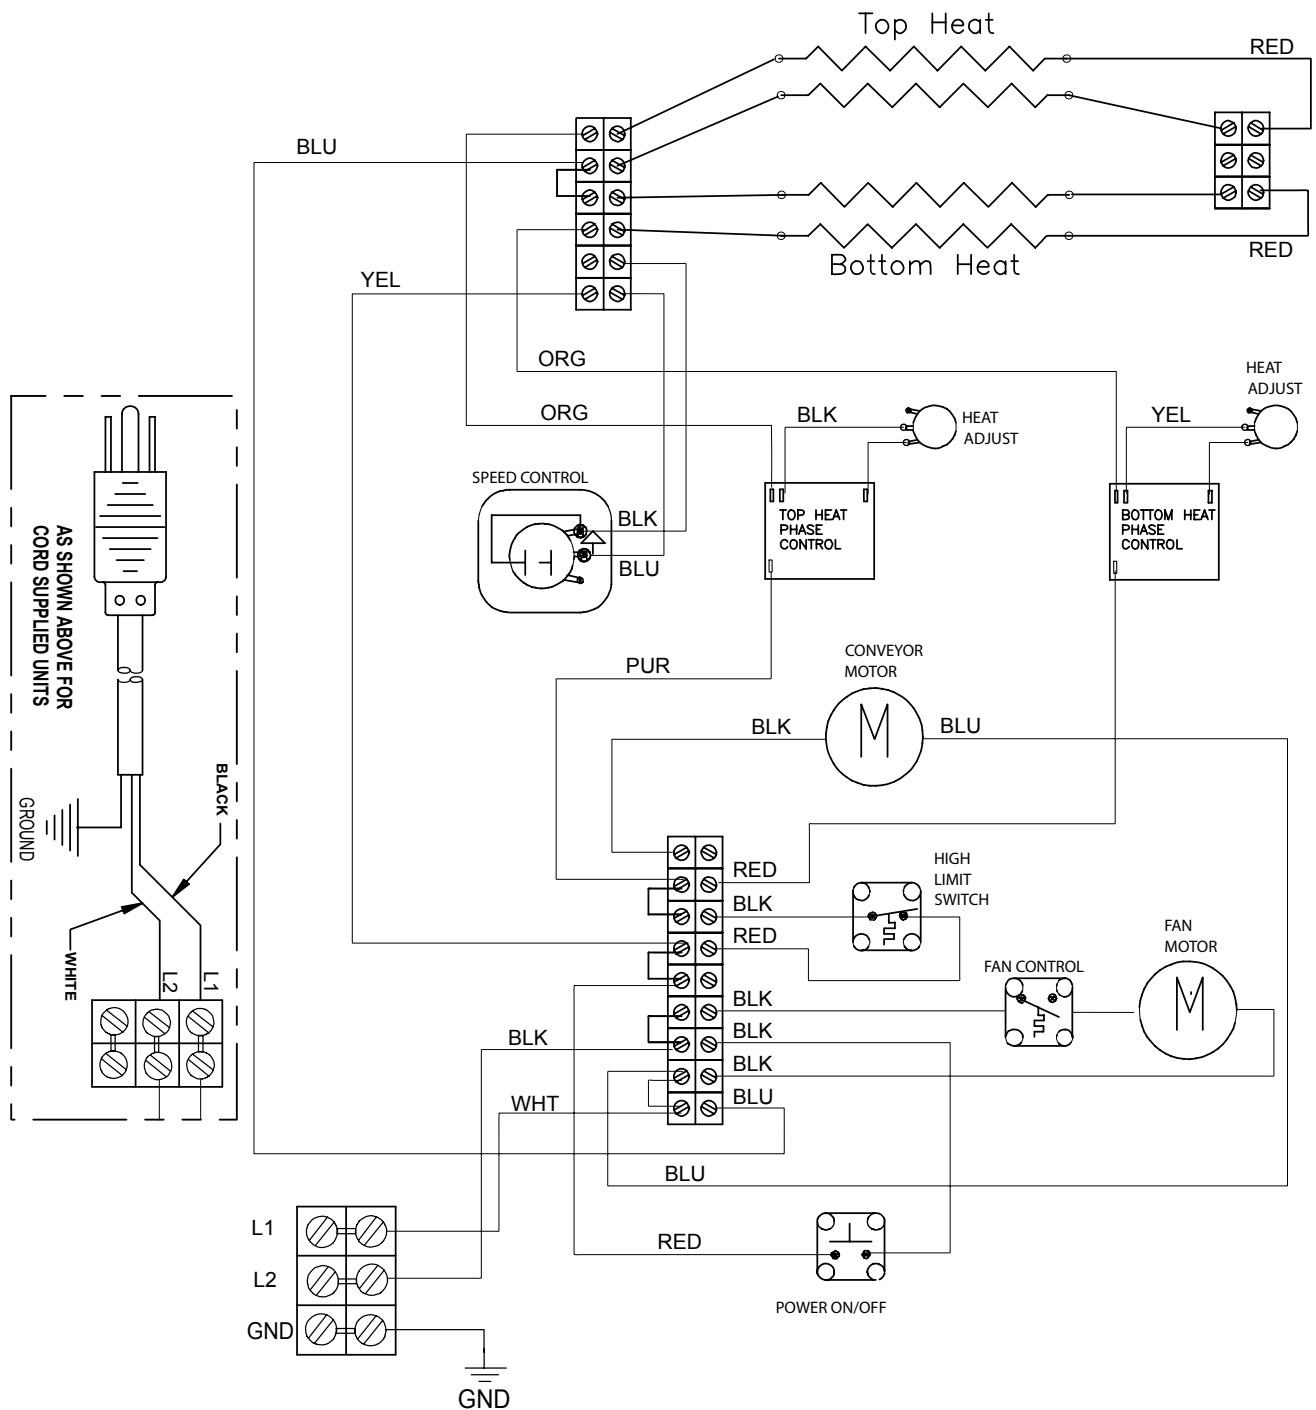 Top Heat
RED
BLU
YEL
RED
Bottom Heat
ORG
HEAT
ADJUST
ORG
BLK
HEAT
ADJUST
YEL
SPEED CONTROL
BLK
BLU
TOP HEAT
PHASE
CONTROL
BOTTOM HEAT
PHASE
CONTROL
AS SHOWN ABOVE FOR
CORD SUPPLIED UNITS
PUR
CONVEYOR
MOTOR
M
BLK
BLU
BLACK
GROUND
WHITE
L2
L1
RED
BLK
RED
HIGH
LIMIT
SWITCH
FAN
MOTOR
M
FAN CONTROL
BLK
BLK
BLK
BLK
BLU
WHT
BLU
L1
L2
GND
GND
RED
POWER ON/OFF